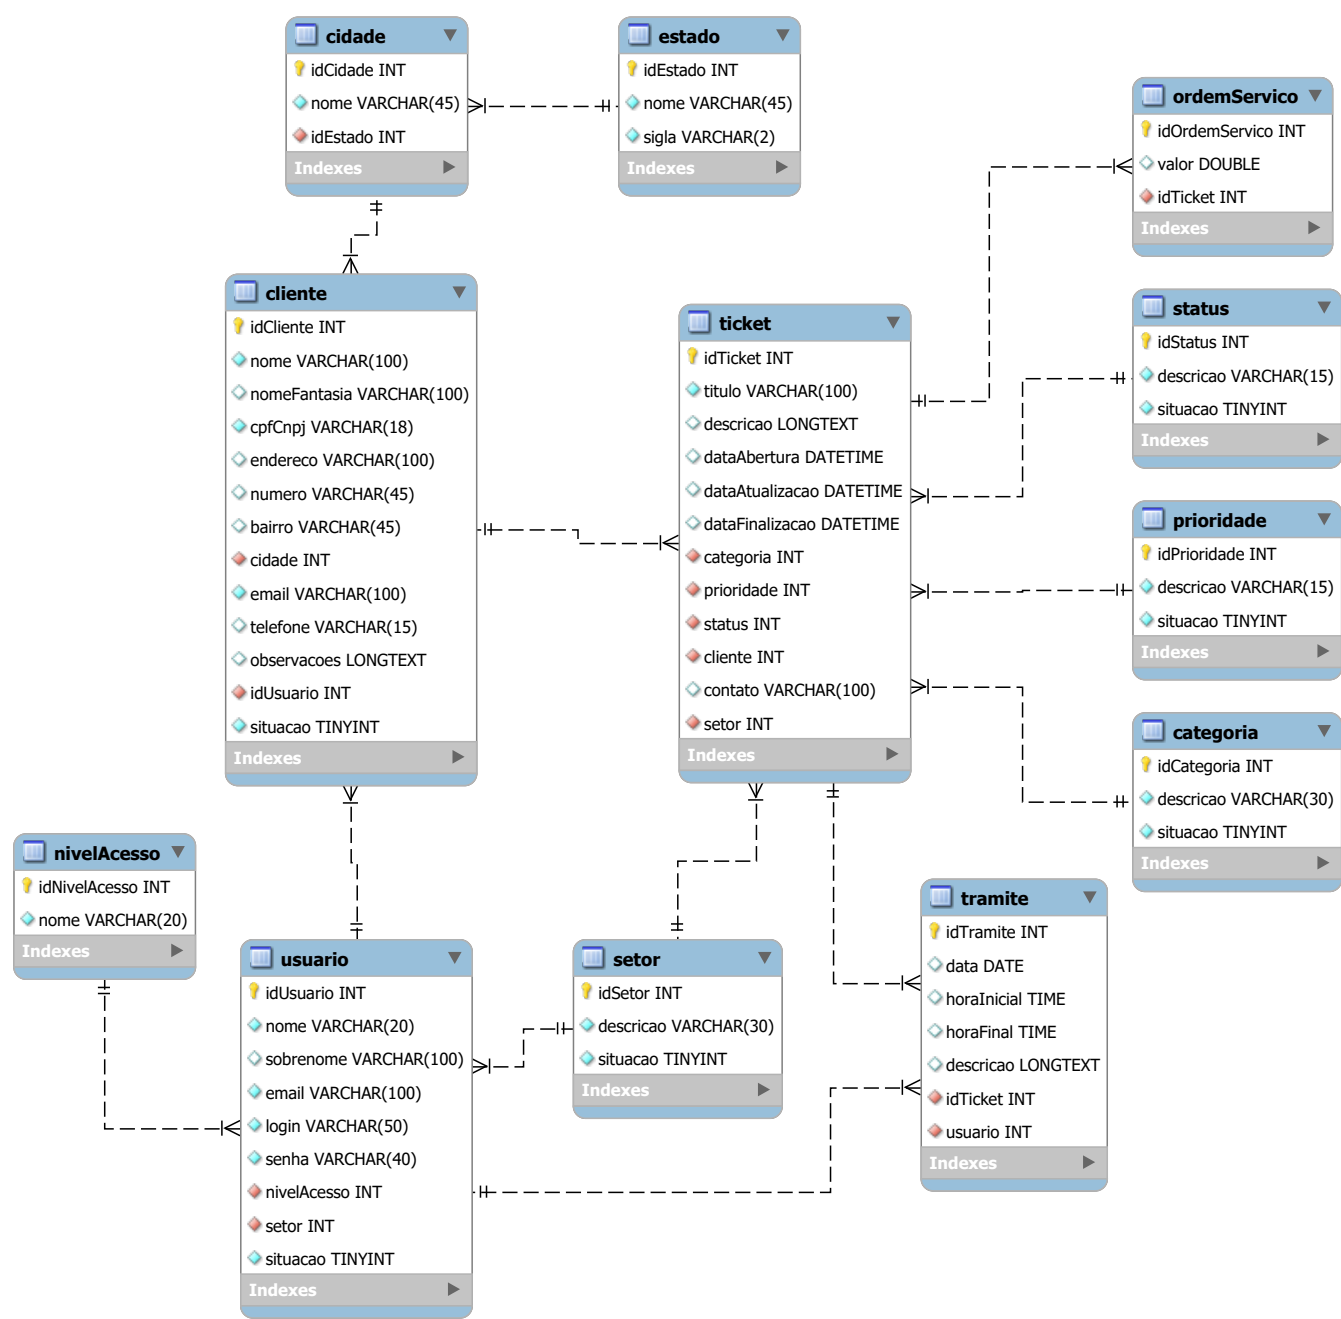 cidade
idCidade INT
nome VARCHAR(45)
idEstado INT
Indexes
estado
idEstado INT
nome VARCHAR(45)
sigla VARCHAR(2)
Indexes
ordemServico
idOrdemServico INT
valor DOUBLE
idTicket INT
Indexes
cliente
idCliente INT
nome VARCHAR(100)
nomeFantasia VARCHAR(100)
cpfCnpj VARCHAR(18)
endereco VARCHAR(100)
numero VARCHAR(45)
bairro VARCHAR(45)
cidade INT
email VARCHAR(100)
telefone VARCHAR(15)
observacoes LONGTEXT
idUsuario INT
situacao TINYINT
Indexes
ticket
idTicket INT
titulo VARCHAR(100)
descricao LONGTEXT
dataAbertura DATETIME
dataAtualizacao DATETIME
dataFinalizacao DATETIME
categoria INT
prioridade INT
status INT
cliente INT
contato VARCHAR(100)
setor INT
Indexes
status
idStatus INT
descricao VARCHAR(15)
situacao TINYINT
Indexes
prioridade
idPrioridade INT
descricao VARCHAR(15)
situacao TINYINT
Indexes
categoria
idCategoria INT
descricao VARCHAR(30)
situacao TINYINT
Indexes
nivelAcesso
idNivelAcesso INT
nome VARCHAR(20)
Indexes
usuario
idUsuario INT
nome VARCHAR(20)
sobrenome VARCHAR(100)
email VARCHAR(100)
login VARCHAR(50)
senha VARCHAR(40)
nivelAcesso INT
setor INT
situacao TINYINT
Indexes
setor
idSetor INT
descricao VARCHAR(30)
situacao TINYINT
Indexes
tramite
idTramite INT
data DATE
horaInicial TIME
horaFinal TIME
descricao LONGTEXT
idTicket INT
usuario INT
Indexes